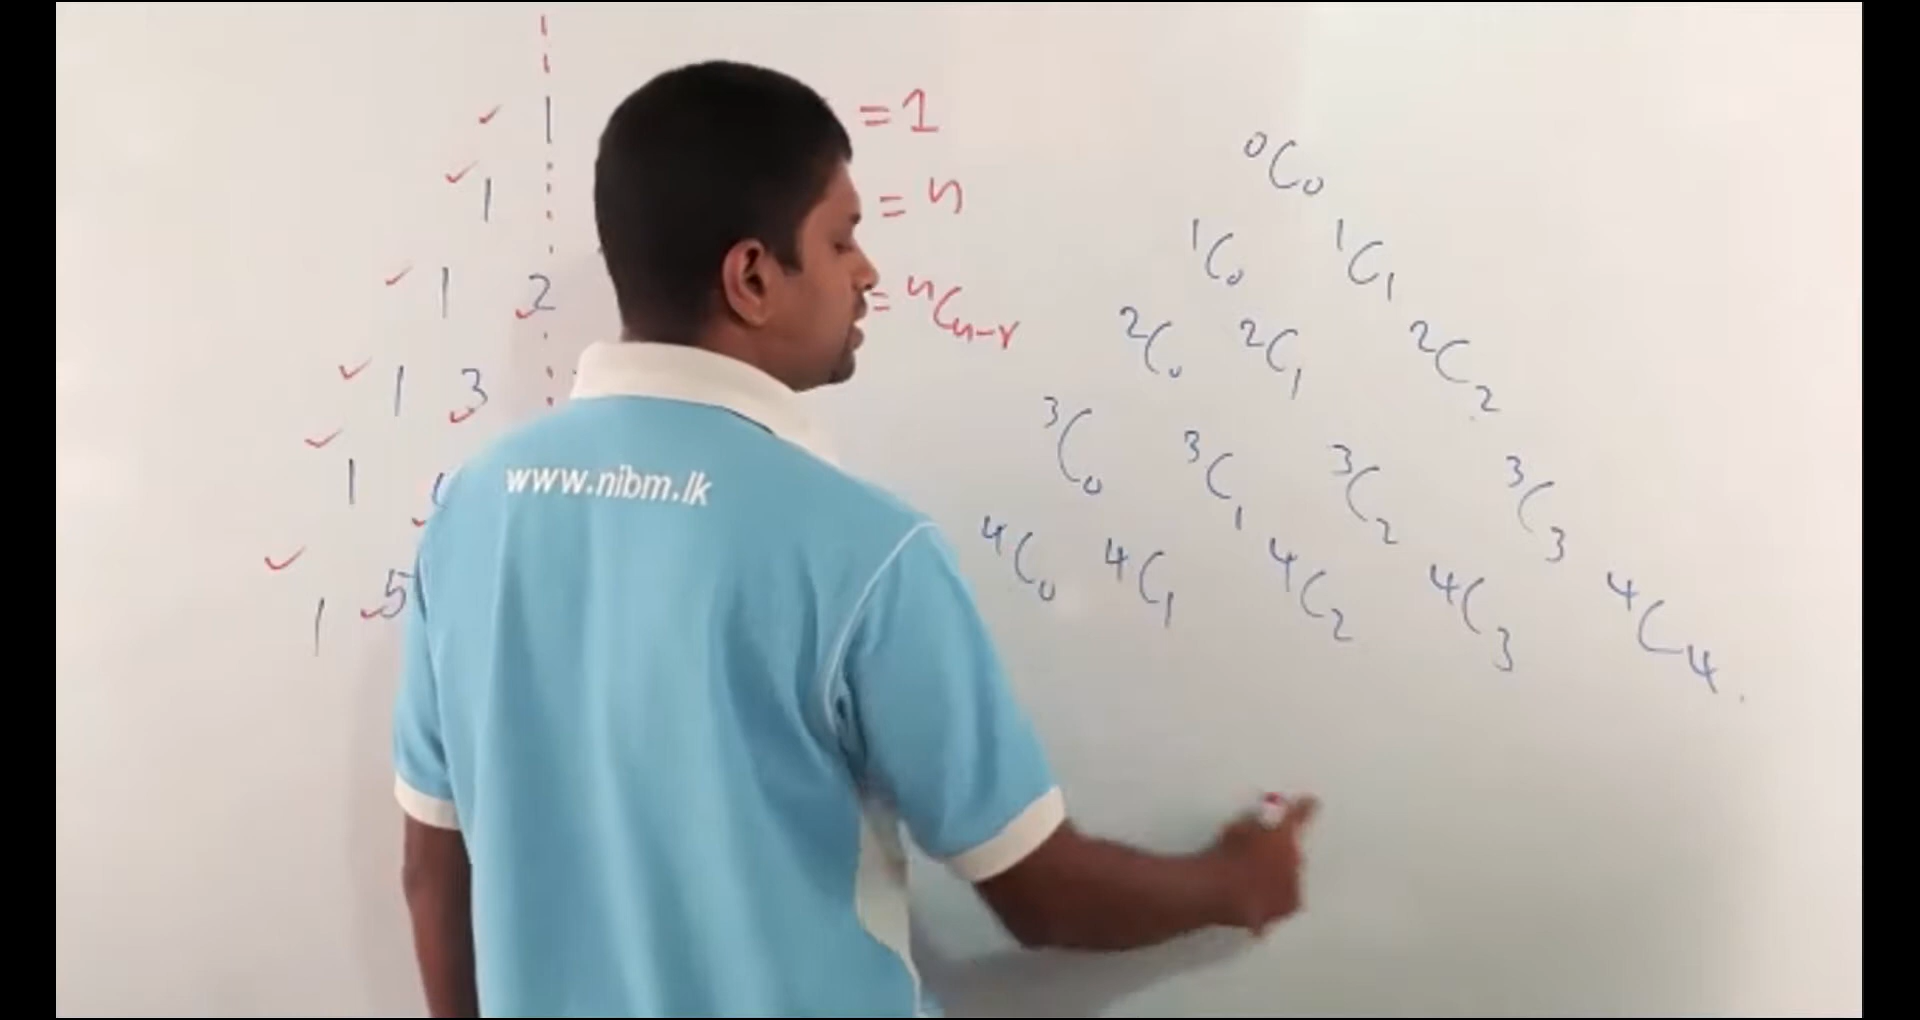 1
= 1
1
= n
1 2
= ⁿCₙ₋ᵣ
1 3
1
1 5
⁰C₀
¹C₀ ¹C₁
²C₀ ²C₁ ²C₂
³C₀ ³C₁ ³C₂ ³C₃
⁴C₀ ⁴C₁ ⁴C₂ ⁴C₃ ⁴C₄
www.nibm.lk